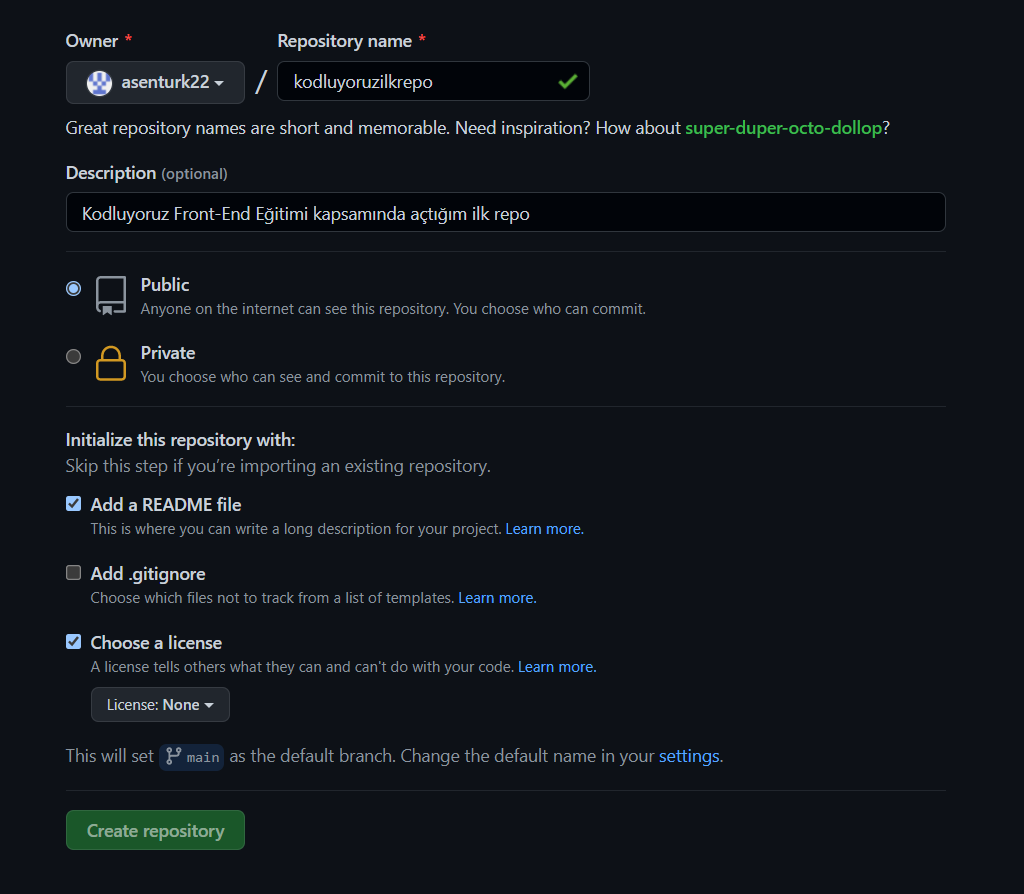 Owner * Repository name *
asenturk22 / kodluyoruzilkrepo
Great repository names are short and memorable. Need inspiration? How about super-duper-octo-dollop?
Description (optional)
Kodluyoruz Front-End Eğitimi kapsamında açtığım ilk repo
Public
Anyone on the internet can see this repository. You choose who can commit.
Private
You choose who can see and commit to this repository.
Initialize this repository with:
Skip this step if you’re importing an existing repository.
Add a README file
This is where you can write a long description for your project. Learn more.
Add .gitignore
Choose which files not to track from a list of templates. Learn more.
Choose a license
A license tells others what they can and can't do with your code. Learn more.
License: None
This will set main as the default branch. Change the default name in your settings.
Create repository